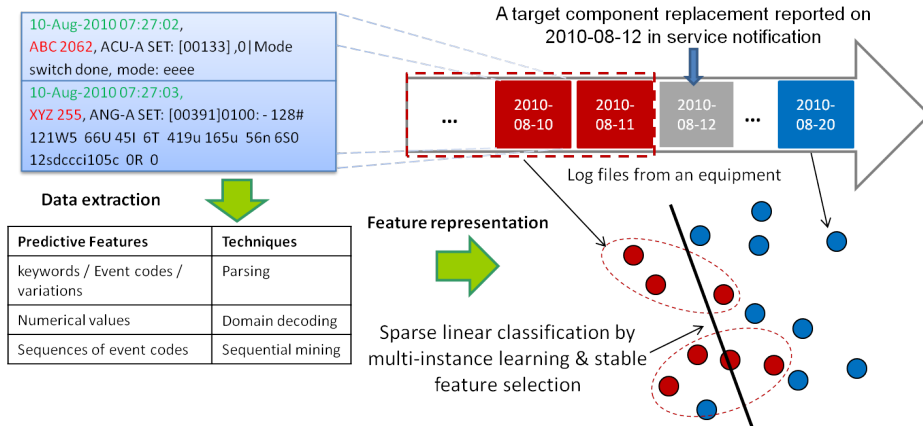 10-Aug-2010 07:27:02,
ABC 2062, ACU-A SET: [00133] ,0|Mode
switch done, mode: eeee
10-Aug-2010 07:27:03,
XYZ 255, ANG-A SET: [00391]0100: - 128#
121W5 66U 45I 6T 419u 165u 56n 6S0
12sdccci105c 0R 0
A target component replacement reported on
2010-08-12 in service notification
...
2010-
08-10
2010-
08-11
2010-
08-12
...
2010-
08-20
Log files from an equipment
Data extraction
Predictive Features Techniques
keywords / Event codes /
variations
Parsing
Numerical values Domain decoding
Sequences of event codes Sequential mining
Feature representation
Sparse linear classification by
multi-instance learning & stable
feature selection